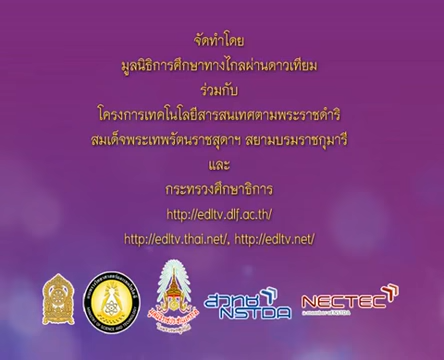 จัดทำโดย
มูลนิธิการศึกษาทางไกลผ่านดาวเทียม
ร่วมกับ
โครงการเทคโนโลยีสารสนเทศตามพระราชดำริ
สมเด็จพระเทพรัตนราชสุดาฯ สยามบรมราชกุมารี
และ
กระทรวงศึกษาธิการ
http://edltv.dlf.ac.th/
http://edltv.thai.net/, http://edltv.net/
สวทช
NSTDA
NECTEC
a member of NSTDA